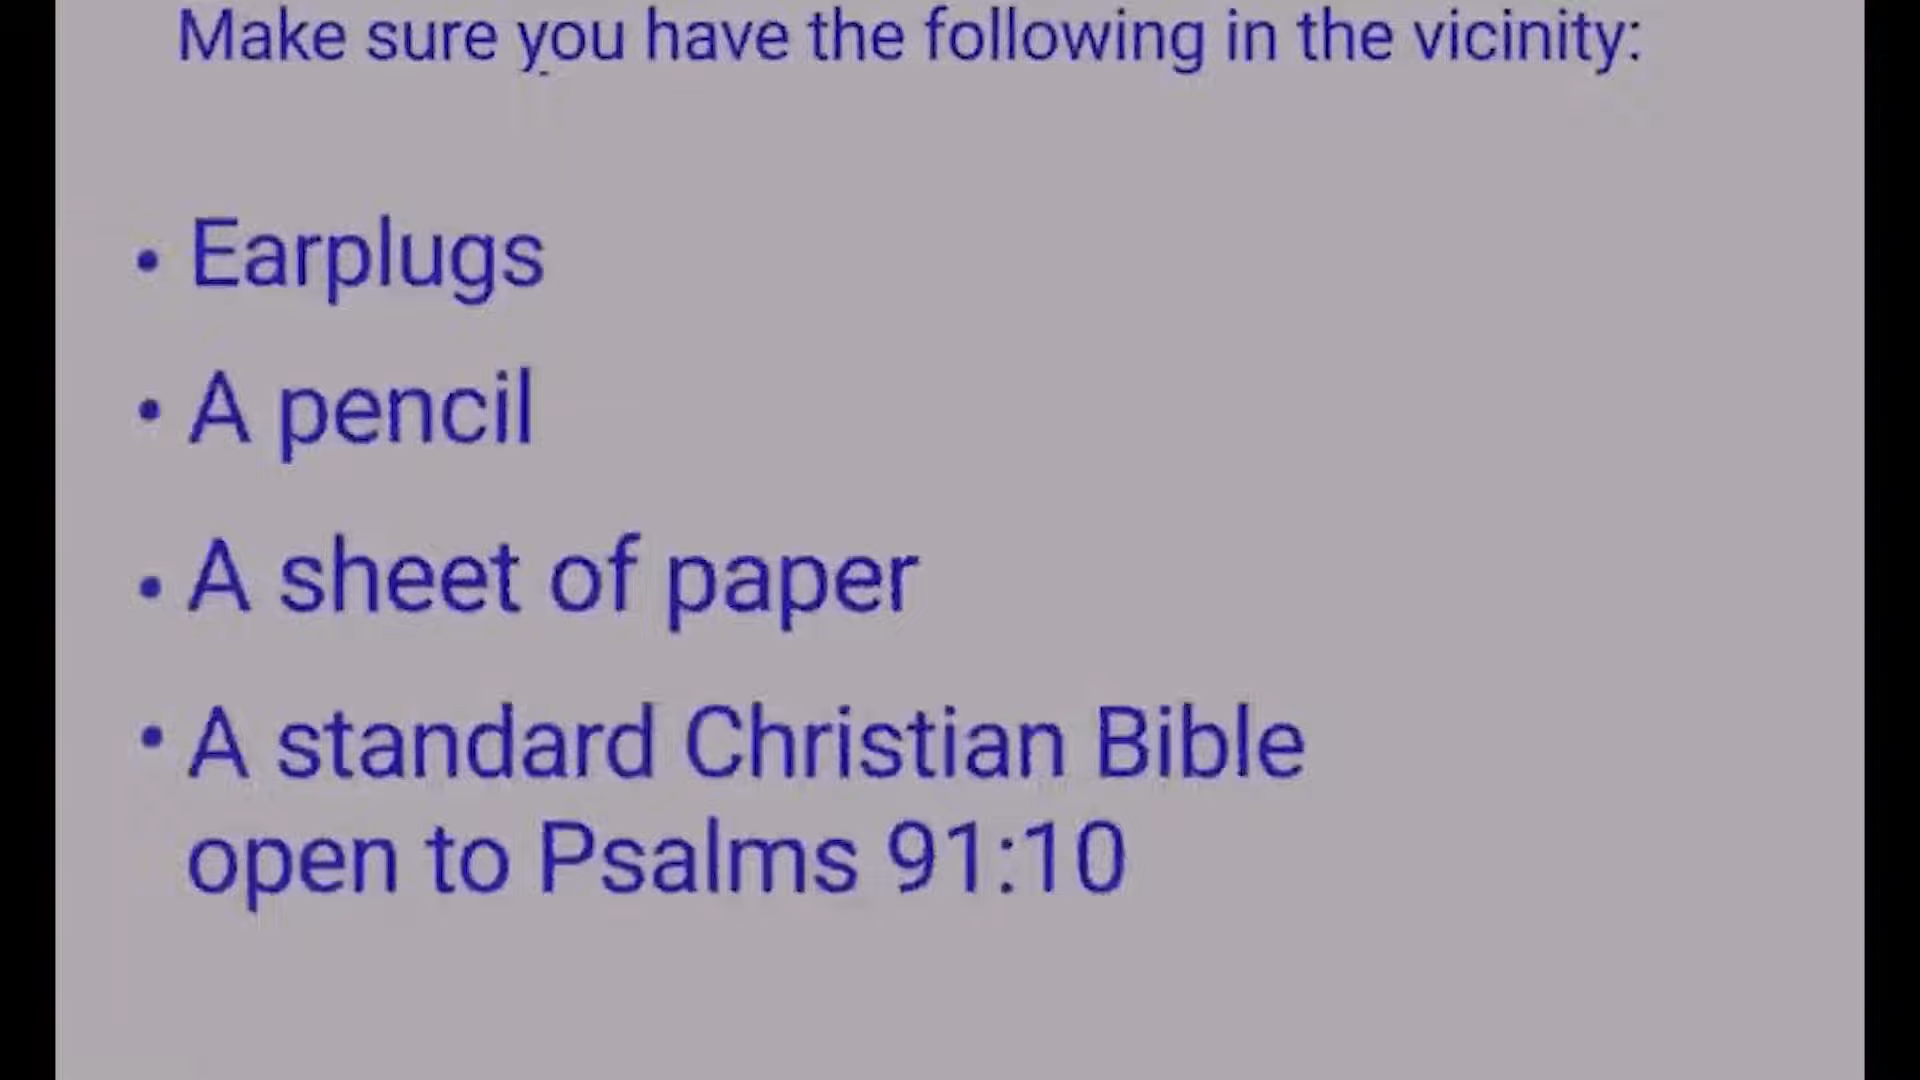 Make sure you have the following in the vicinity:
• Earplugs
• A pencil
• A sheet of paper
• A standard Christian Bible
open to Psalms 91:10